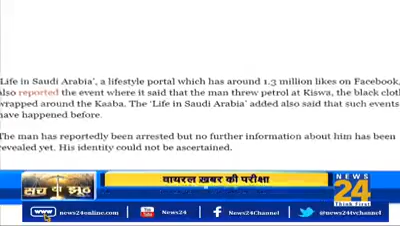 'Life in Saudi Arabia', a lifestyle portal which has around 1.3 million likes on Facebook,
also reported the event where it said that the man threw petrol at Kiswa, the black cloth
wrapped around the Kaaba. The 'Life in Saudi Arabia' added also said that such events
have happened before.
The man has reportedly been arrested but no further information about him has been
revealed yet. His identity could not be ascertained.
सच का झूठ
वायरल ख़बर की परीक्षा
NEWS
24
Think First
www
news24online.com
News24
News24Channel
@news24tvchannel